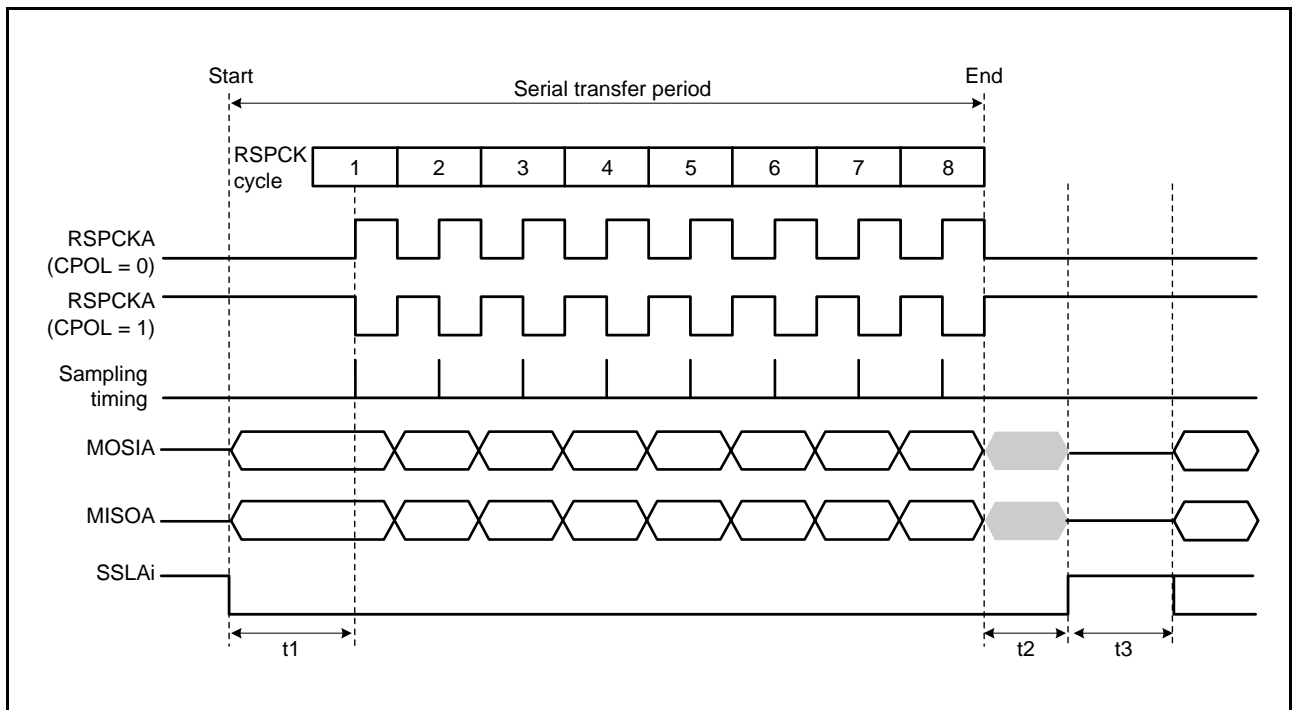 Start
End
Serial transfer period
RSPCK
cycle
1 2 3 4 5 6 7 8
RSPCKA
(CPOL = 0)
RSPCKA
(CPOL = 1)
Sampling
timing
MOSIA
MISOA
SSLAi
t1
t2
t3